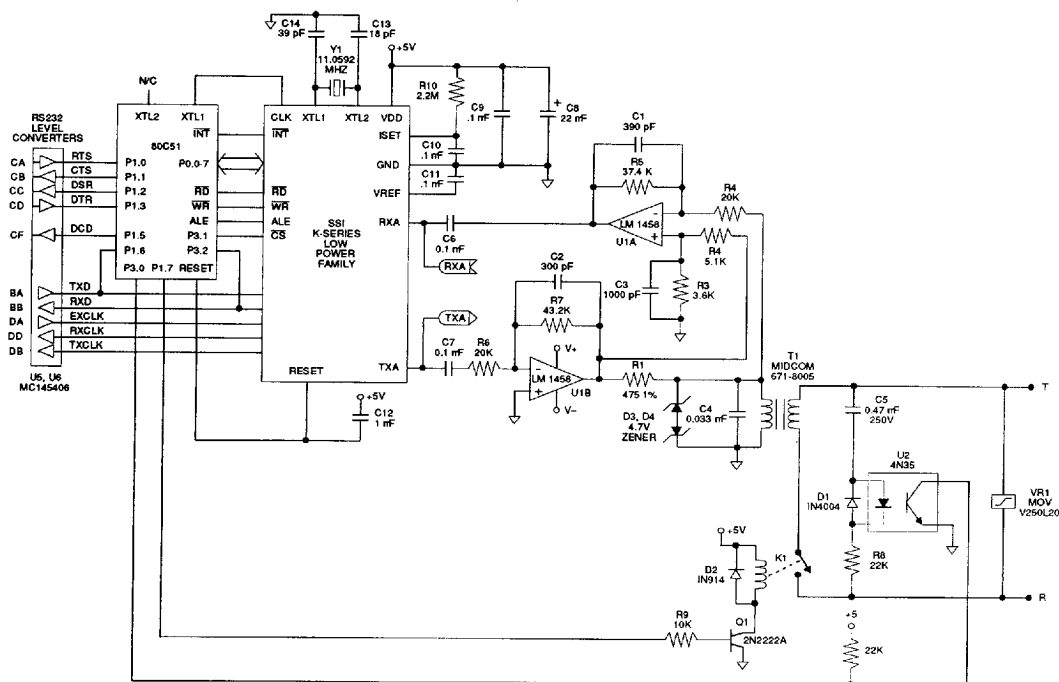 C14
39 pF
C13
18 pF
Y1
11.0592
MHZ
+5V
N/C
R10
2.2M
C9
.1 mF
C8
22 mF
+
RS232
LEVEL
CONVERTERS
XTL2
XTL1
80C51
INT
P1.0
P1.1
P1.2
P1.3
P1.5
P1.6
P3.0
P1.7
RESET
P0.0-7
RD
WR
ALE
P3.1
P3.2
CLK
XTL1
XTL2
VDD
INT
ISET
GND
VREF
RD
WR
ALE
CS
RXA
SSI
K-SERIES
LOW
POWER
FAMILY
TXA
RESET
C10
.1 mF
C11
.1 mF
CA
RTS
CB
CTS
CC
DSR
CD
DTR
CF
DCD
BA
TXD
BB
RXD
DA
EXCLK
DD
RXCLK
DB
TXCLK
U5, U6
MC145406
C1
390 pF
R5
37.4 K
R4
20K
-
LM 1458
+
U1A
R4
5.1K
C6
0.1 mF
RXA
C3
1000 pF
R3
3.6K
C2
300 pF
R7
43.2K
TXA
C7
0.1 mF
R6
20K
V+
-
LM 1458
+
U1B
V–
R1
475 1%
D3, D4
4.7V
ZENER
C4
0.033 mF
T1
MIDCOM
671-8005
+5V
C12
1 mF
T
C5
0.47 mF
250V
U2
4N35
D1
IN4004
VR1
MOV
V250L20
R8
22K
R
+5V
D2
IN914
K1
R9
10K
Q1
2N2222A
+5
22K